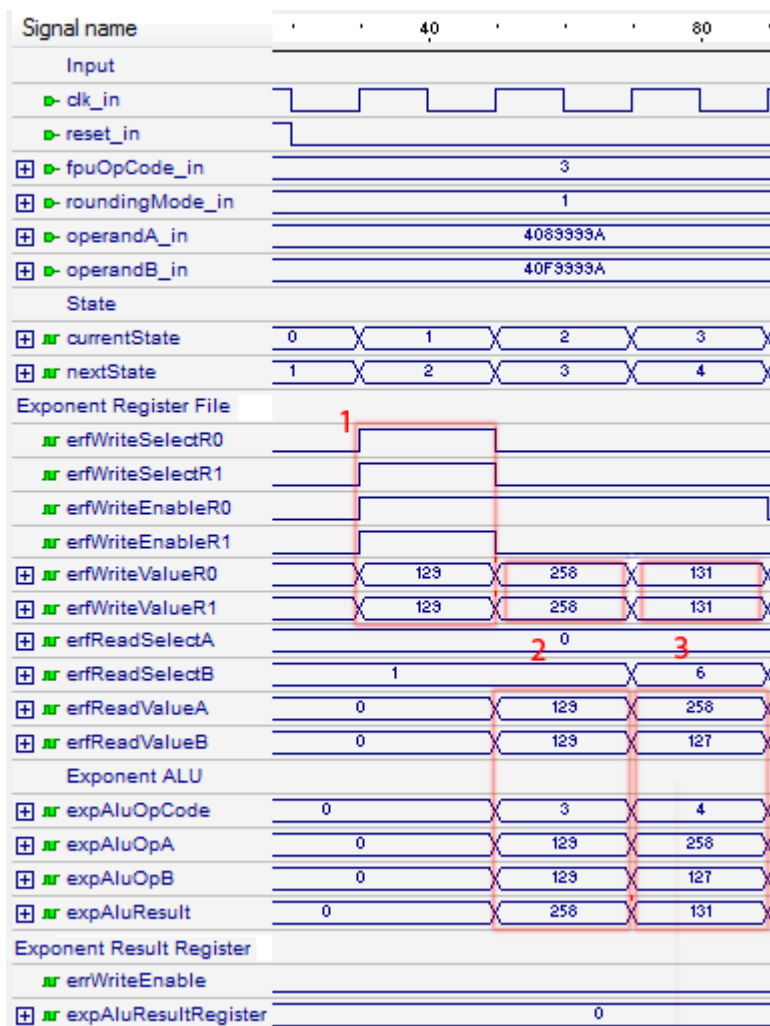 Signal name 40 80
Input
clk_in
reset_in
fpuOpCode_in 3
roundingMode_in 1
operandA_in 4089999A
operandB_in 40F9999A
State
currentState 0 1 2 3
nextState 1 2 3 4
Exponent Register File
1
erfWriteSelectR0
erfWriteSelectR1
erfWriteEnableR0
erfWriteEnableR1
erfWriteValueR0 129 258 131
erfWriteValueR1 129 258 131
erfReadSelectA 0
2 3
erfReadSelectB 1 6
erfReadValueA 0 129 258
erfReadValueB 0 129 127
Exponent ALU
expAluOpCode 0 3 4
expAluOpA 0 129 258
expAluOpB 0 129 127
expAluResult 0 258 131
Exponent Result Register
errWriteEnable
expAluResultRegister 0